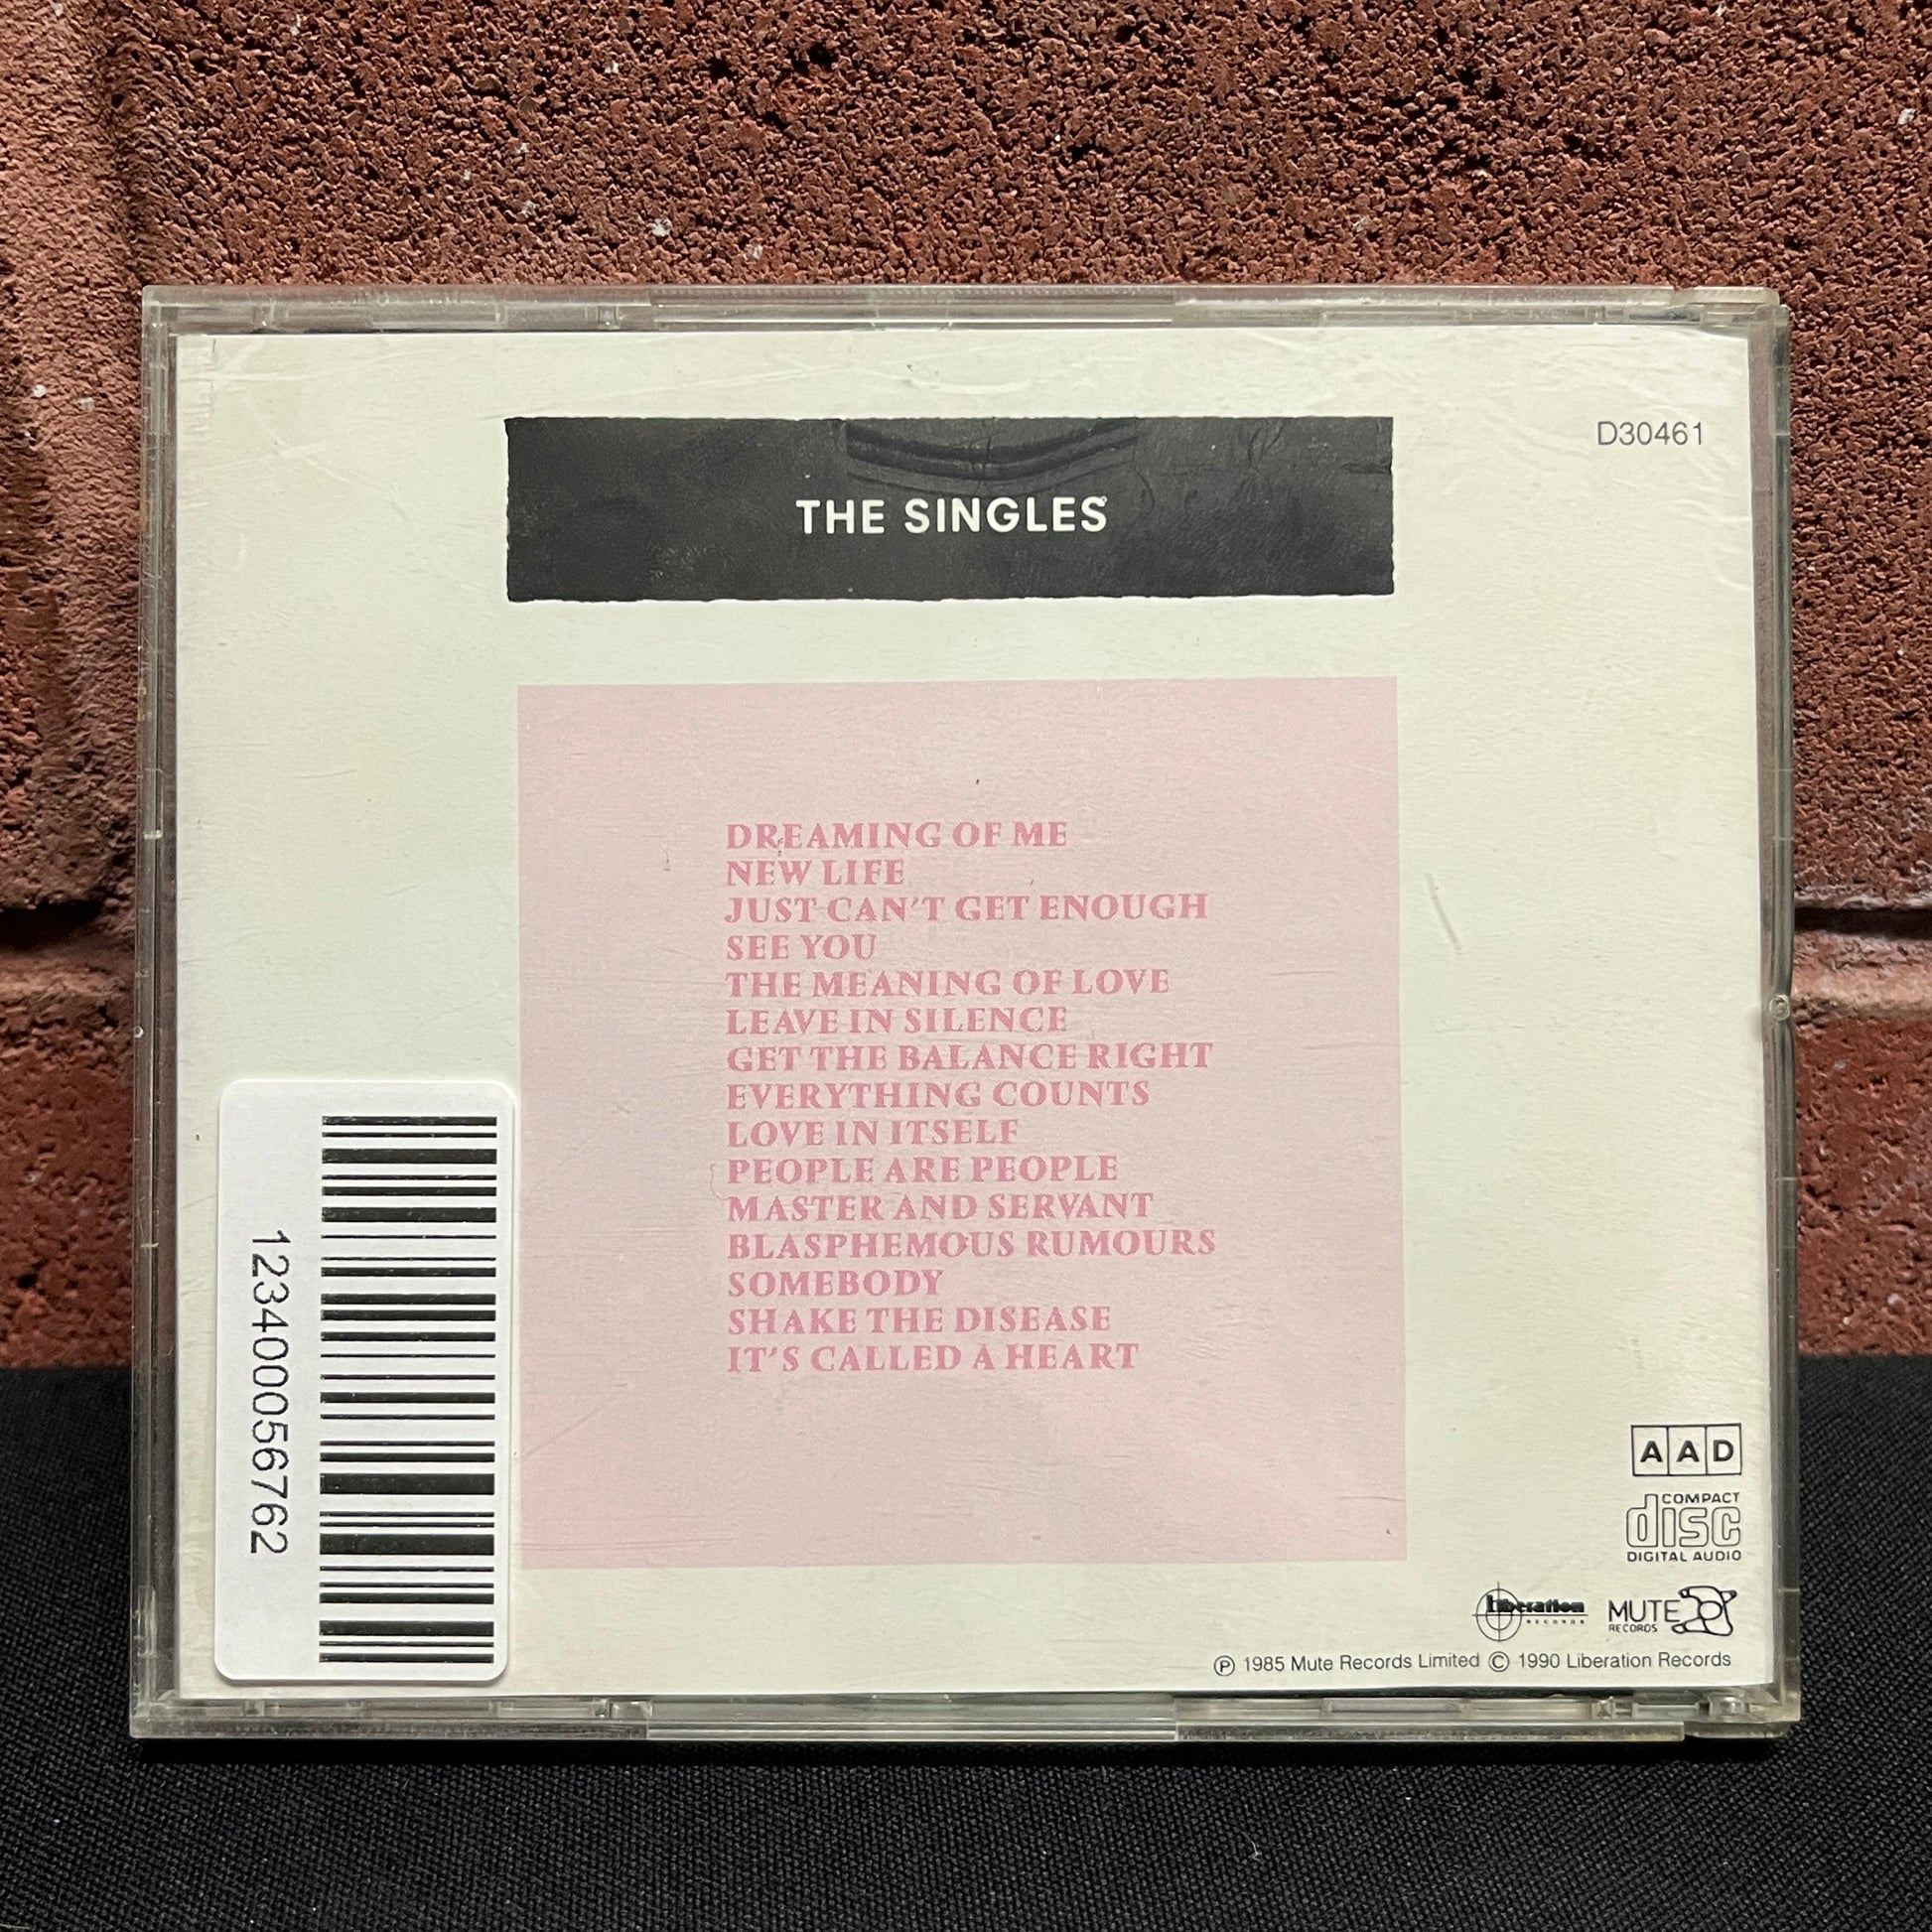 THE SINGLES
D30461
DREAMING OF ME
NEW LIFE
JUST CAN'T GET ENOUGH
SEE YOU
THE MEANING OF LOVE
LEAVE IN SILENCE
GET THE BALANCE RIGHT
EVERYTHING COUNTS
LOVE IN ITSELF
PEOPLE ARE PEOPLE
MASTER AND SERVANT
BLASPHEMOUS RUMOURS
SOMEBODY
SHAKE THE DISEASE
IT'S CALLED A HEART
1234000056762
AAD
COMPACT
disc
DIGITAL AUDIO
Liberation
RECORDS
MUTE
RECORDS
Ⓟ 1985 Mute Records Limited © 1990 Liberation Records